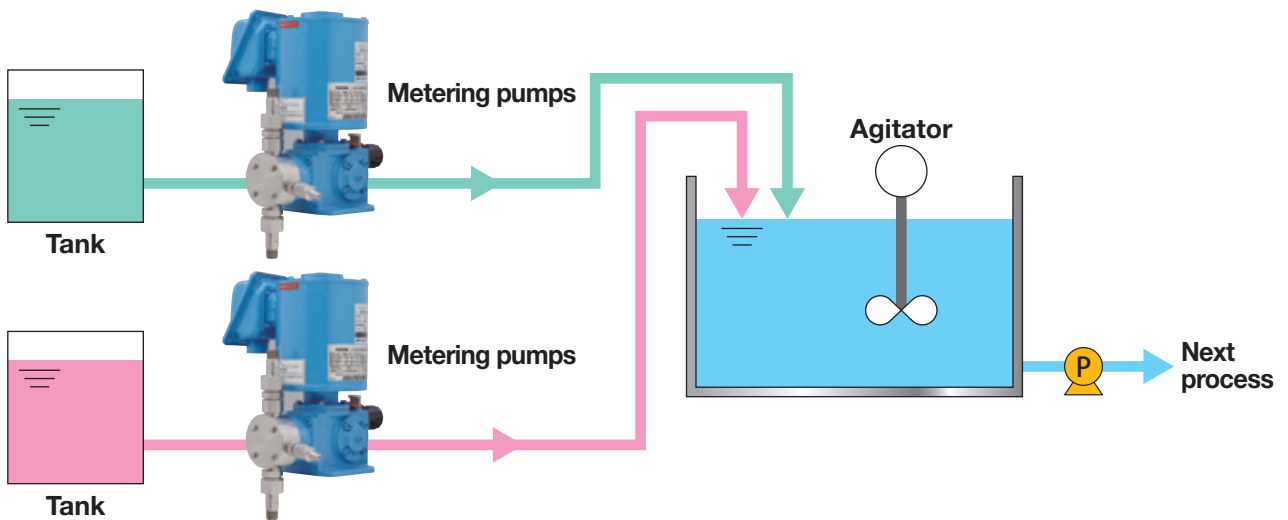 Metering pumps
Tank
Agitator
Metering pumps
Tank
P
Next
process